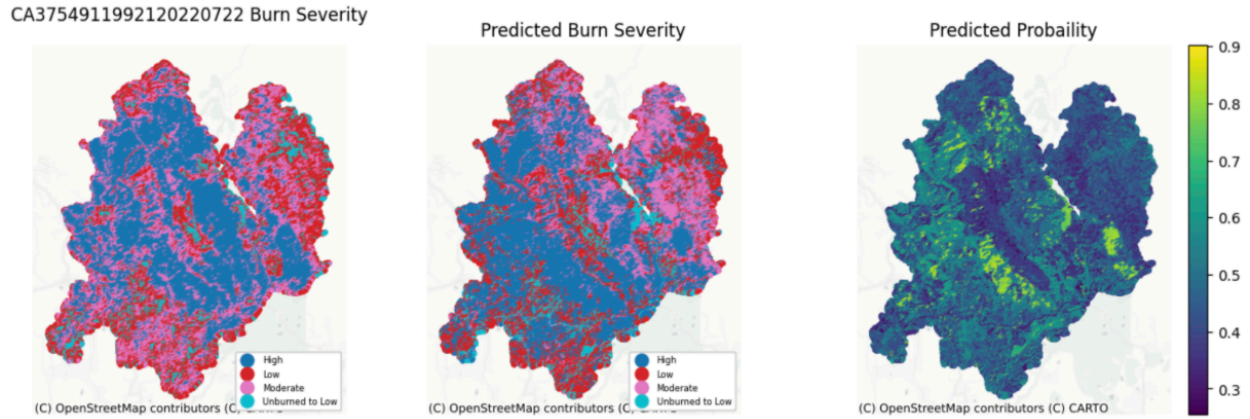 CA3754911992120220722 Burn Severity
High
Low
Moderate
Unburned to Low
(C) OpenStreetMap contributors (C)
Predicted Burn Severity
High
Low
Moderate
Unburned to Low
(C) OpenStreetMap contributors (C)
Predicted Probaility
0.9
0.8
0.7
0.6
0.5
0.4
0.3
(C) OpenStreetMap contributors (C) CARTO